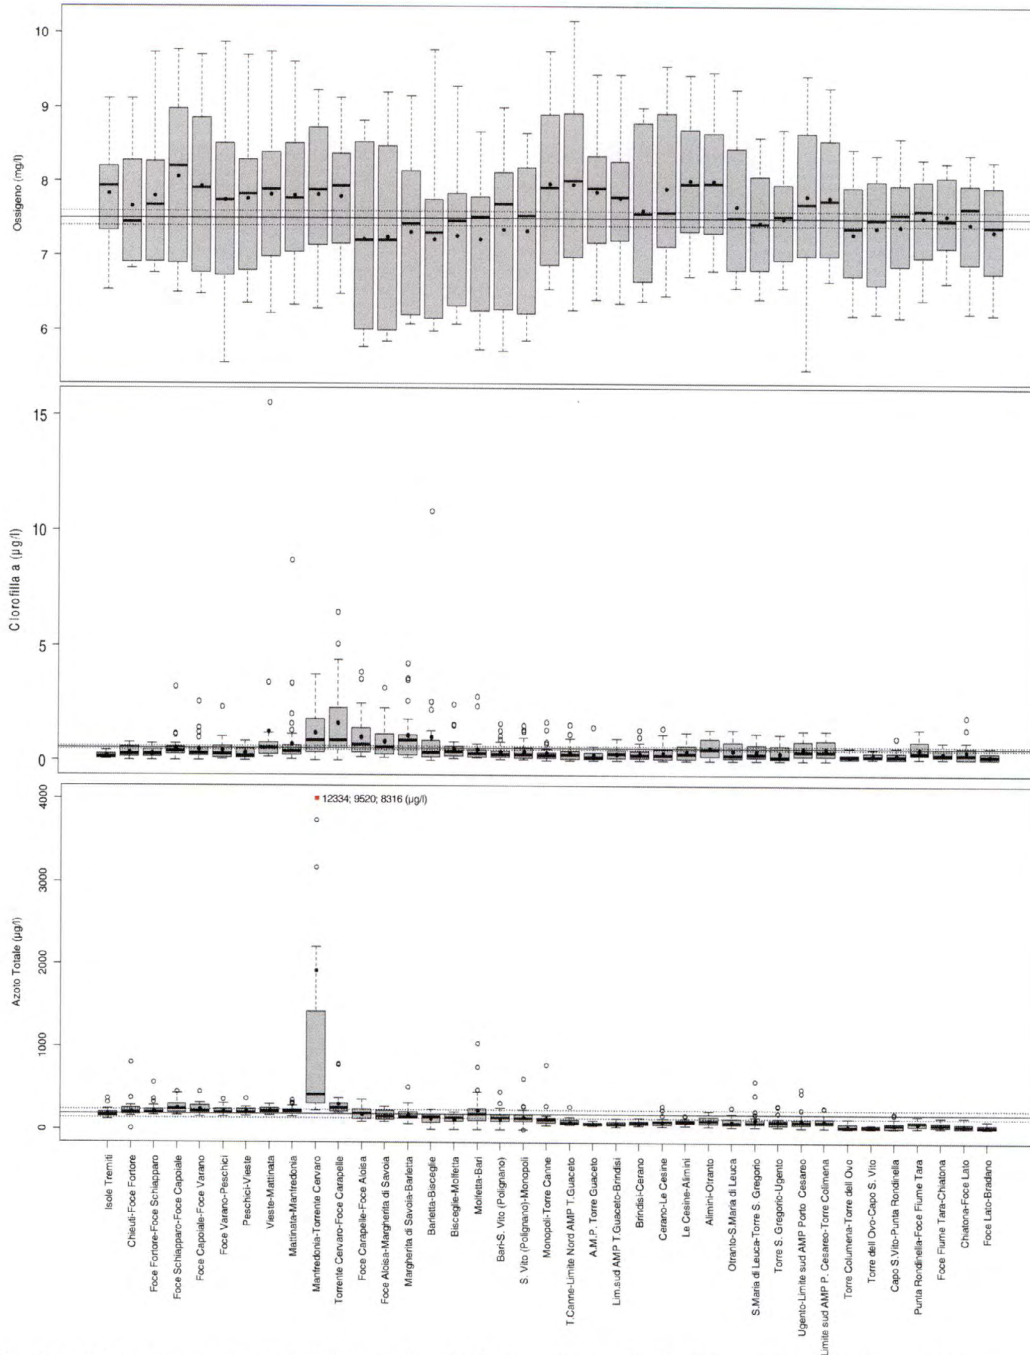 10
9
8
7
6
Ossigeno (mg/l)
15
10
5
0
Clorofilla a (µg/l)
12334; 9520; 8316 (µg/l)
4000
3000
2000
1000
0
Azoto Totale (µg/l)
Isole Tremiti
Chieuti-Foce Fortore
Foce Fortore-Foce Schiapparo
Foce Schiapparo-Foce Capoiale
Foce Capoiale-Foce Varano
Foce Varano-Peschici
Peschici-Vieste
Vieste-Mattinata
Mattinata-Manfredonia
Manfredonia-Torrente Cervaro
Torrente Cervaro-Foce Carapelle
Foce Carapelle-Foce Aloisa
Foce Aloisa-Margherita di Savoia
Margherita di Savoia-Barletta
Barletta-Bisceglie
Bisceglie-Molfetta
Molfetta-Bari
Bari-S. Vito (Polignano)
S. Vito (Polignano)-Monopoli
Monopoli-Torre Canne
T.Canne-Limite Nord AMP T.Guaceto
A.M.P. Torre Guaceto
Lim.sud AMP T.Guaceto-Brindisi
Brindisi-Cerano
Cerano-Le Cesine
Le Cesine-Alimini
Alimini-Otranto
Otranto-S.Maria di Leuca
S.Maria di Leuca-Torre S. Gregorio
Torre S. Gregorio-Ugento
Ugento-Limite sud AMP Porto Cesareo
Limite sud AMP P. Cesareo-Torre Colimena
Torre Columena-Torre dell Ovo
Torre dell Ovo-Capo S. Vito
Capo S.Vito-Punta Rondinella
Punta Rondinella-Foce Fiume Tara
Foce Fiume Tara-Chiatona
Chiatona-Foce Lato
Foce Lato-Bradano